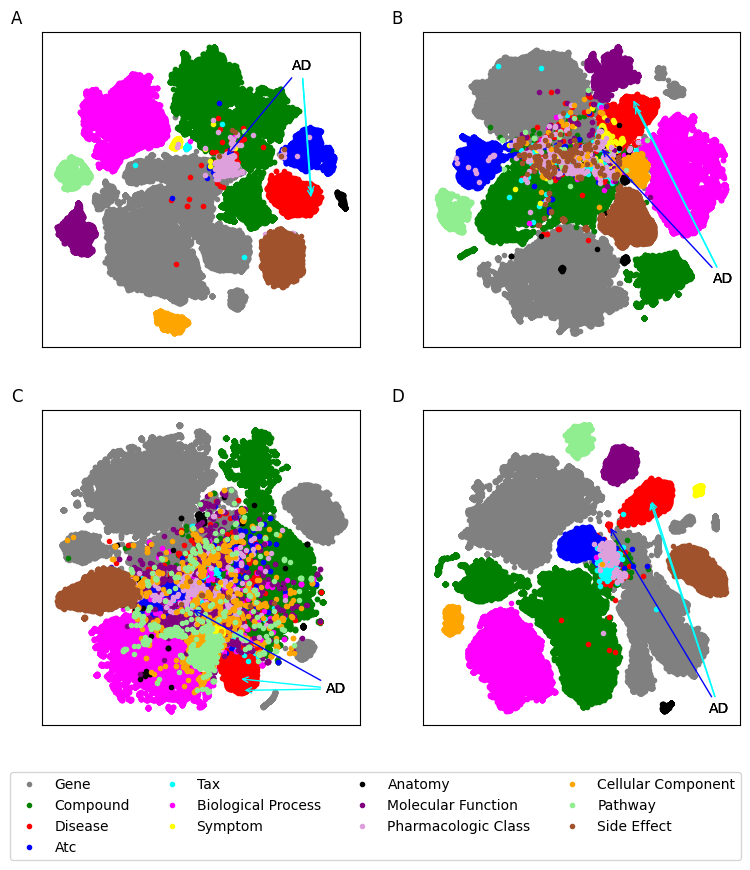 A
B
AD
AD
C
D
AD
AD
Gene
Tax
Anatomy
Cellular Component
Compound
Biological Process
Molecular Function
Pathway
Disease
Symptom
Pharmacologic Class
Side Effect
Atc